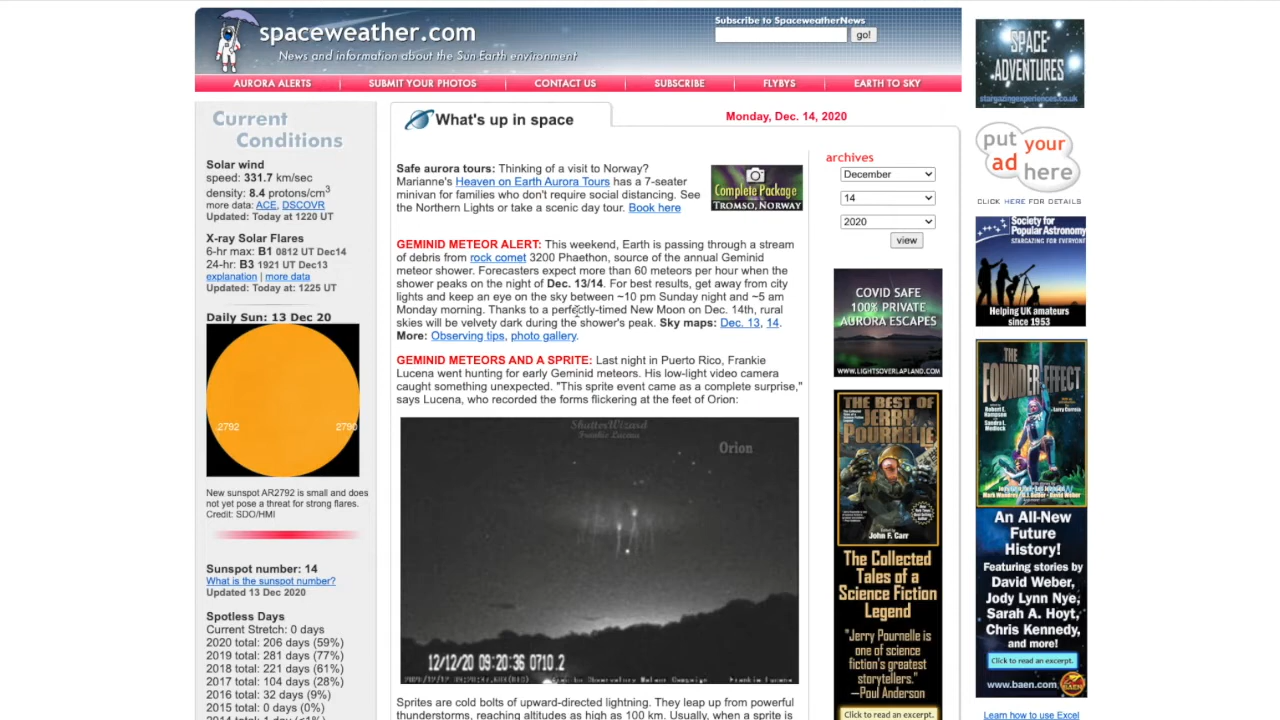 spaceweather.com
News and information about the Sun Earth environment
Subscribe to SpaceweatherNews
go!
AURORA ALERTS
SUBMIT YOUR PHOTOS
CONTACT US
SUBSCRIBE
FLYBYS
EARTH TO SKY
Current
Conditions
Solar wind
speed: 331.7 km/sec
density: 8.4 protons/cm3
more data: ACE, DSCOVR
Updated: Today at 1220 UT
X-ray Solar Flares
6-hr max: B1 0812 UT Dec14
24-hr: B3 1921 UT Dec13
explanation | more data
Updated: Today at: 1225 UT
Daily Sun: 13 Dec 20
2792
2790
New sunspot AR2792 is small and does
not yet pose a threat for strong flares.
Credit: SDO/HMI
Sunspot number: 14
What is the sunspot number?
Updated 13 Dec 2020
Spotless Days
Current Stretch: 0 days
2020 total: 206 days (59%)
2019 total: 281 days (77%)
2018 total: 221 days (61%)
2017 total: 104 days (28%)
2016 total: 32 days (9%)
2015 total: 0 days (0%)
2014 total: 1 day (<1%)
What's up in space
Monday, Dec. 14, 2020
Safe aurora tours: Thinking of a visit to Norway?
Marianne's Heaven on Earth Aurora Tours has a 7-seater
minivan for families who don't require social distancing. See
the Northern Lights or take a scenic day tour. Book here
Complete Package
TROMSO, NORWAY
GEMINID METEOR ALERT: This weekend, Earth is passing through a stream
of debris from rock comet 3200 Phaethon, source of the annual Geminid
meteor shower. Forecasters expect more than 60 meteors per hour when the
shower peaks on the night of Dec. 13/14. For best results, get away from city
lights and keep an eye on the sky between ~10 pm Sunday night and ~5 am
Monday morning. Thanks to a perfectly-timed New Moon on Dec. 14th, rural
skies will be velvety dark during the shower's peak. Sky maps: Dec. 13, 14.
More: Observing tips, photo gallery.
GEMINID METEORS AND A SPRITE: Last night in Puerto Rico, Frankie
Lucena went hunting for early Geminid meteors. His low-light video camera
caught something unexpected. "This sprite event came as a complete surprise,"
says Lucena, who recorded the forms flickering at the feet of Orion:
ShutterWizard
Frankie Lucena
Orion
12/12/20 09:20:36 0710.2
Frankie Lucena
Sprites are cold bolts of upward-directed lightning. They leap up from powerful
thunderstorms, reaching altitudes as high as 100 km. Usually, when a sprite is
archives
December
14
2020
view
COVID SAFE
100% PRIVATE
AURORA ESCAPES
WWW.LIGHTSOVERLAPLAND.COM
THE BEST OF
JERRY
POURNELLE
Edited by
John F. Carr
The Collected
Tales of a
Science Fiction
Legend
"Jerry Pournelle is
one of science
fiction's greatest
storytellers."
—Paul Anderson
Click to read an excerpt.
SPACE
ADVENTURES
stargazingexperiences.co.uk
put your
ad here
CLICK HERE FOR DETAILS
Society for
Popular Astronomy
STARGAZING FOR EVERYONE
Helping UK amateurs
since 1953
THE
FOUNDER
EFFECT
An All-New
Future
History!
Featuring stories by
David Weber,
Jody Lynn Nye,
Sarah A. Hoyt,
Chris Kennedy,
and more!
Click to read an excerpt.
www.baen.com
BAEN
Learn how to use Excel